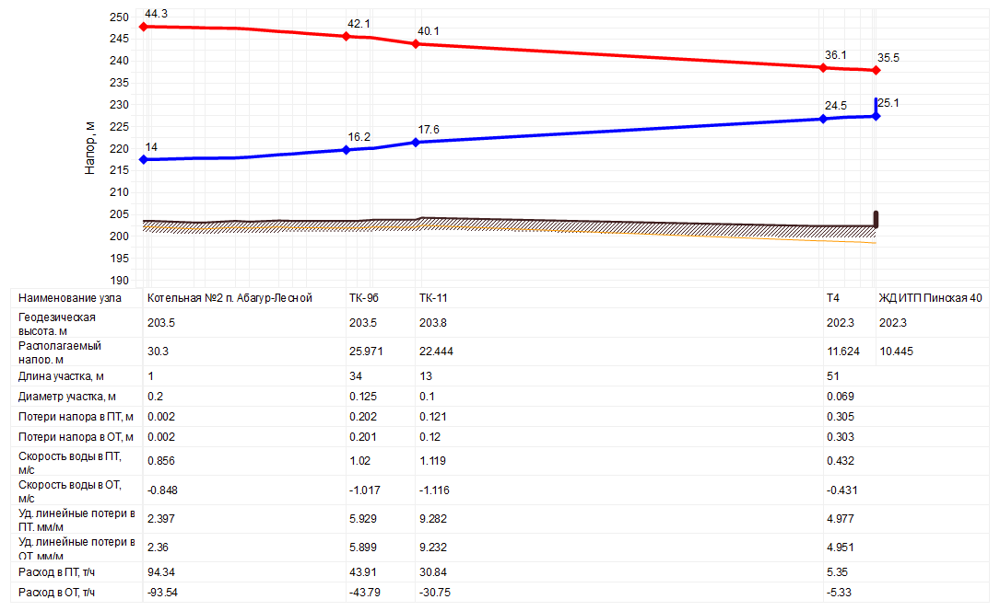 250
245
240
235
230
225
220
215
210
205
200
195
190
Напор, м
44.3
42.1
40.1
36.1
35.5
14
16.2
17.6
24.5
25.1
Наименование узла Котельная №2 п. Абагур-Лесной ТК-9б ТК-11 Т4 ЖД ИТП Пинская 40
Геодезическая
высота, м 203.5 203.5 203.8 202.3 202.3
Располагаемый
напор, м 30.3 25.971 22.444 11.624 10.445
Длина участка, м 1 34 13 51
Диаметр участка, м 0.2 0.125 0.1 0.069
Потери напора в ПТ, м 0.002 0.202 0.121 0.305
Потери напора в ОТ, м 0.002 0.201 0.12 0.303
Скорость воды в ПТ,
м/с 0.856 1.02 1.119 0.432
Скорость воды в ОТ,
м/с -0.848 -1.017 -1.116 -0.431
Уд. линейные потери в
ПТ, мм/м 2.397 5.929 9.282 4.977
Уд. линейные потери в
ОТ, мм/м 2.36 5.899 9.232 4.951
Расход в ПТ, т/ч 94.34 43.91 30.84 5.35
Расход в ОТ, т/ч -93.54 -43.79 -30.75 -5.33